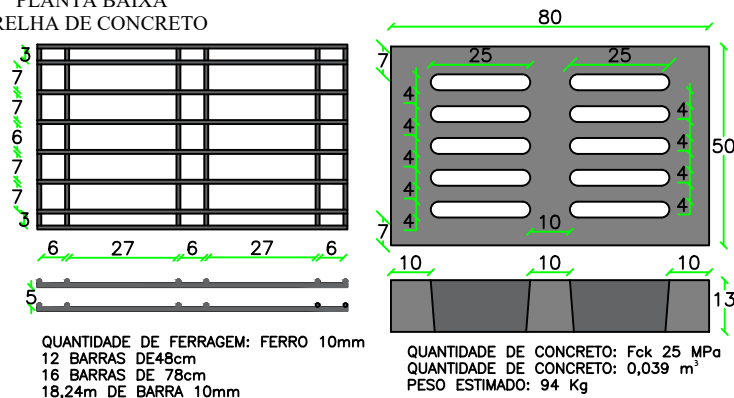 PLANTA BAIXA
RELHA DE CONCRETO
3
7
7
6
7
7
3
6 27 6 27 6
5
QUANTIDADE DE FERRAGEM: FERRO 10mm
12 BARRAS DE48cm
16 BARRAS DE 78cm
18,24m DE BARRA 10mm
80
7
25 25
4
4
4
4
4
4
4
4
4
50
10
7
10 10 10
13
QUANTIDADE DE CONCRETO: Fck 25 MPa
QUANTIDADE DE CONCRETO: 0,039 m³
PESO ESTIMADO: 94 Kg